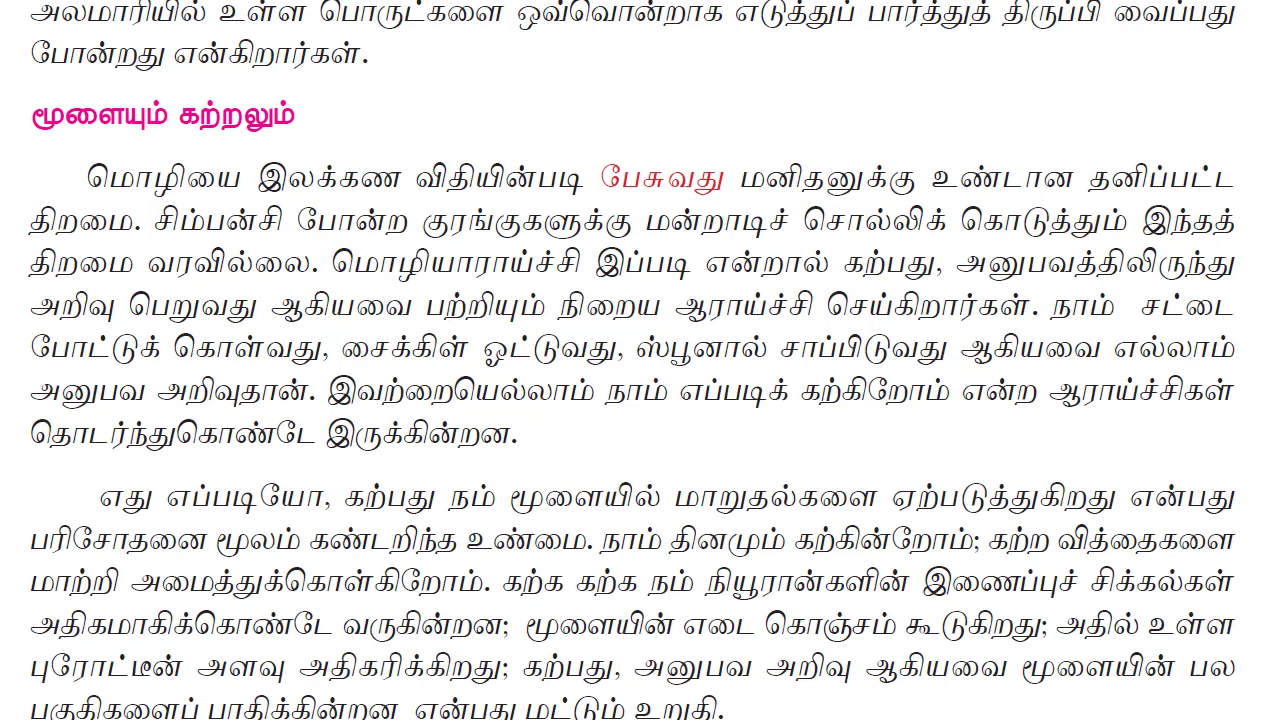 அலமாரியில் உள்ள பொருட்களை ஒவ்வொன்றாக எடுத்துப் பார்த்துத் திருப்பி வைப்பது
போன்றது என்கிறார்கள்.
மூளையும் கற்றலும்
மொழியை இலக்கண விதியின்படி பேசுவது மனிதனுக்கு உண்டான தனிப்பட்ட
திறமை. சிம்பன்சி போன்ற குரங்குகளுக்கு மன்றாடிச் சொல்லிக் கொடுத்தும் இந்தத்
திறமை வரவில்லை. மொழியாராய்ச்சி இப்படி என்றால் கற்பது, அனுபவத்திலிருந்து
அறிவு பெறுவது ஆகியவை பற்றியும் நிறைய ஆராய்ச்சி செய்கிறார்கள். நாம் சட்டை
போட்டுக் கொள்வது, சைக்கிள் ஓட்டுவது, ஸ்பூனால் சாப்பிடுவது ஆகியவை எல்லாம்
அனுபவ அறிவுதான். இவற்றையெல்லாம் நாம் எப்படிக் கற்கிறோம் என்ற ஆராய்ச்சிகள்
தொடர்ந்துகொண்டே இருக்கின்றன.
எது எப்படியோ, கற்பது நம் மூளையில் மாறுதல்களை ஏற்படுத்துகிறது என்பது
பரிசோதனை மூலம் கண்டறிந்த உண்மை. நாம் தினமும் கற்கின்றோம்; கற்ற வித்தைகளை
மாற்றி அமைத்துக்கொள்கிறோம். கற்க கற்க நம் நியூரான்களின் இணைப்புச் சிக்கல்கள்
அதிகமாகிக்கொண்டே வருகின்றன; மூளையின் எடை கொஞ்சம் கூடுகிறது; அதில் உள்ள
புரோட்டீன் அளவு அதிகரிக்கிறது; கற்பது, அனுபவ அறிவு ஆகியவை மூளையின் பல
பகுதிகளைப் பாதிக்கின்றன என்பது மட்டும் உறுதி.